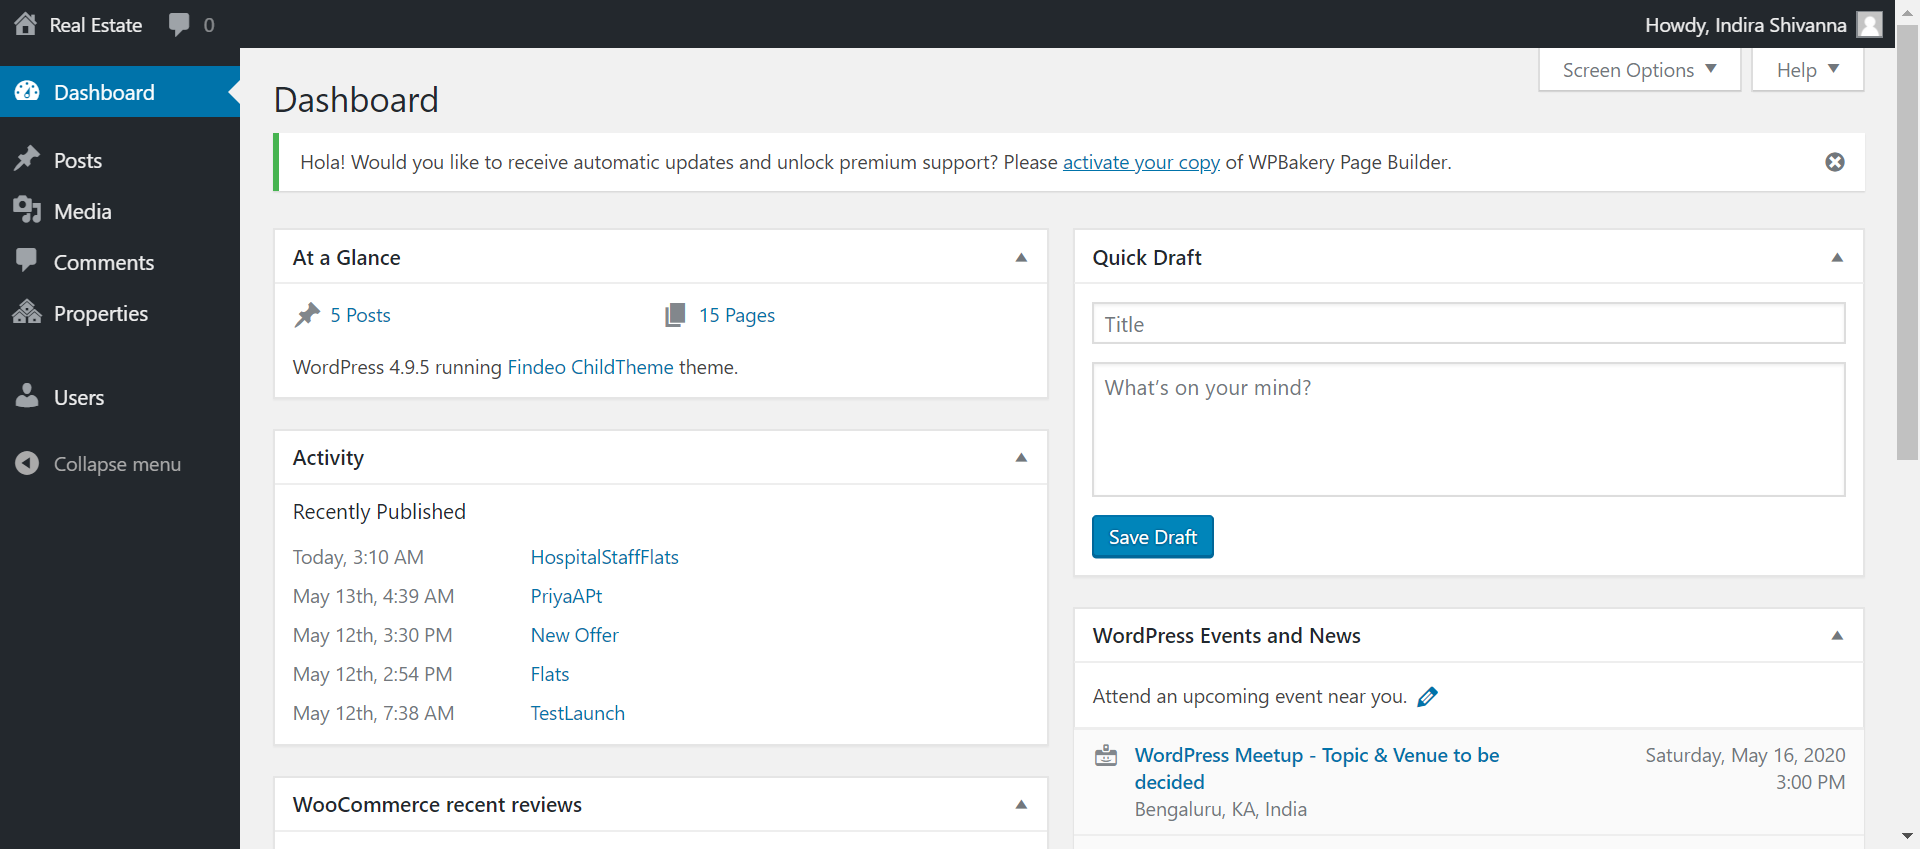 Real Estate 0 Howdy, Indira Shivanna
Dashboard
Posts
Media
Comments
Properties
Users
Collapse menu
Screen Options Help
Dashboard
Hola! Would you like to receive automatic updates and unlock premium support? Please activate your copy of WPBakery Page Builder.
At a Glance
5 Posts 15 Pages
WordPress 4.9.5 running Findeo ChildTheme theme.
Activity
Recently Published
Today, 3:10 AM HospitalStaffFlats
May 13th, 4:39 AM PriyaAPt
May 12th, 3:30 PM New Offer
May 12th, 2:54 PM Flats
May 12th, 7:38 AM TestLaunch
WooCommerce recent reviews
Quick Draft
Title
What's on your mind?
Save Draft
WordPress Events and News
Attend an upcoming event near you.
WordPress Meetup - Topic & Venue to be Saturday, May 16, 2020
decided 3:00 PM
Bengaluru, KA, India